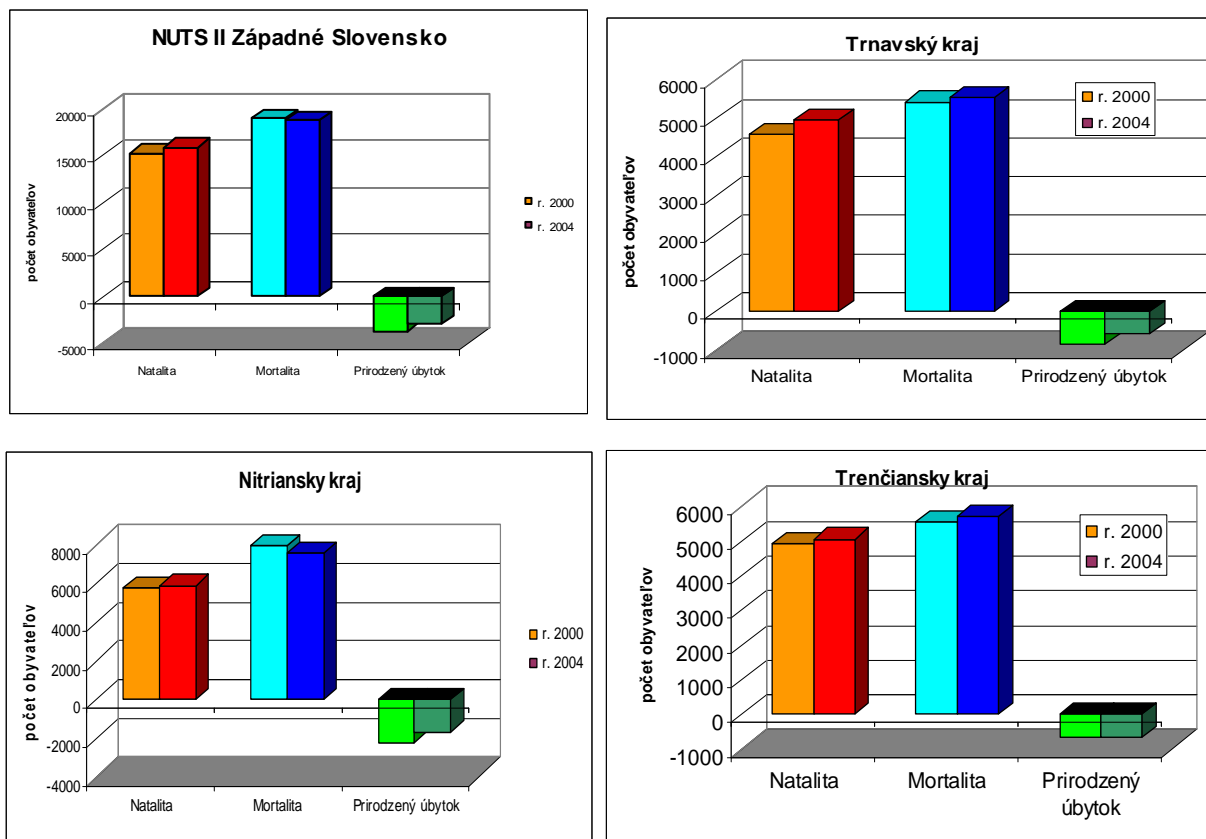 NUTS II Západné Slovensko
20000
15000
10000
5000
0
-5000
počet obyvateľov
Natalita
Mortalita
Prirodzený úbytok
r. 2000
r. 2004
Trnavský kraj
6000
5000
4000
3000
2000
1000
0
-1000
počet obyvateľov
Natalita
Mortalita
Prirodzený úbytok
r. 2000
r. 2004
Nitriansky kraj
8000
6000
4000
2000
0
-2000
-4000
počet obyvateľov
Natalita
Mortalita
Prirodzený úbytok
r. 2000
r. 2004
Trenčiansky kraj
6000
5000
4000
3000
2000
1000
0
-1000
počet obyvateľov
Natalita
Mortalita
Prirodzený
úbytok
r. 2000
r. 2004